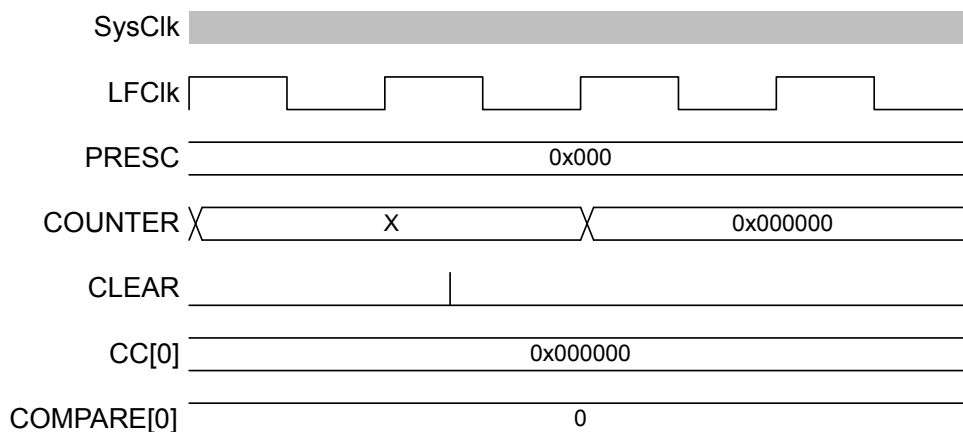 SysClk
LFClk
PRESC 0x000
COUNTER X 0x000000
CLEAR
CC[0] 0x000000
COMPARE[0] 0